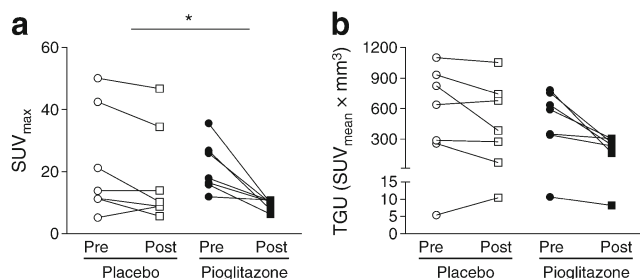 a
*
SUVmax
60
40
20
0
Pre
Post
Pre
Post
Placebo
Pioglitazone
b
TGU (SUVmean × mm³)
1200
900
600
300
15
10
5
0
Pre
Post
Pre
Post
Placebo
Pioglitazone